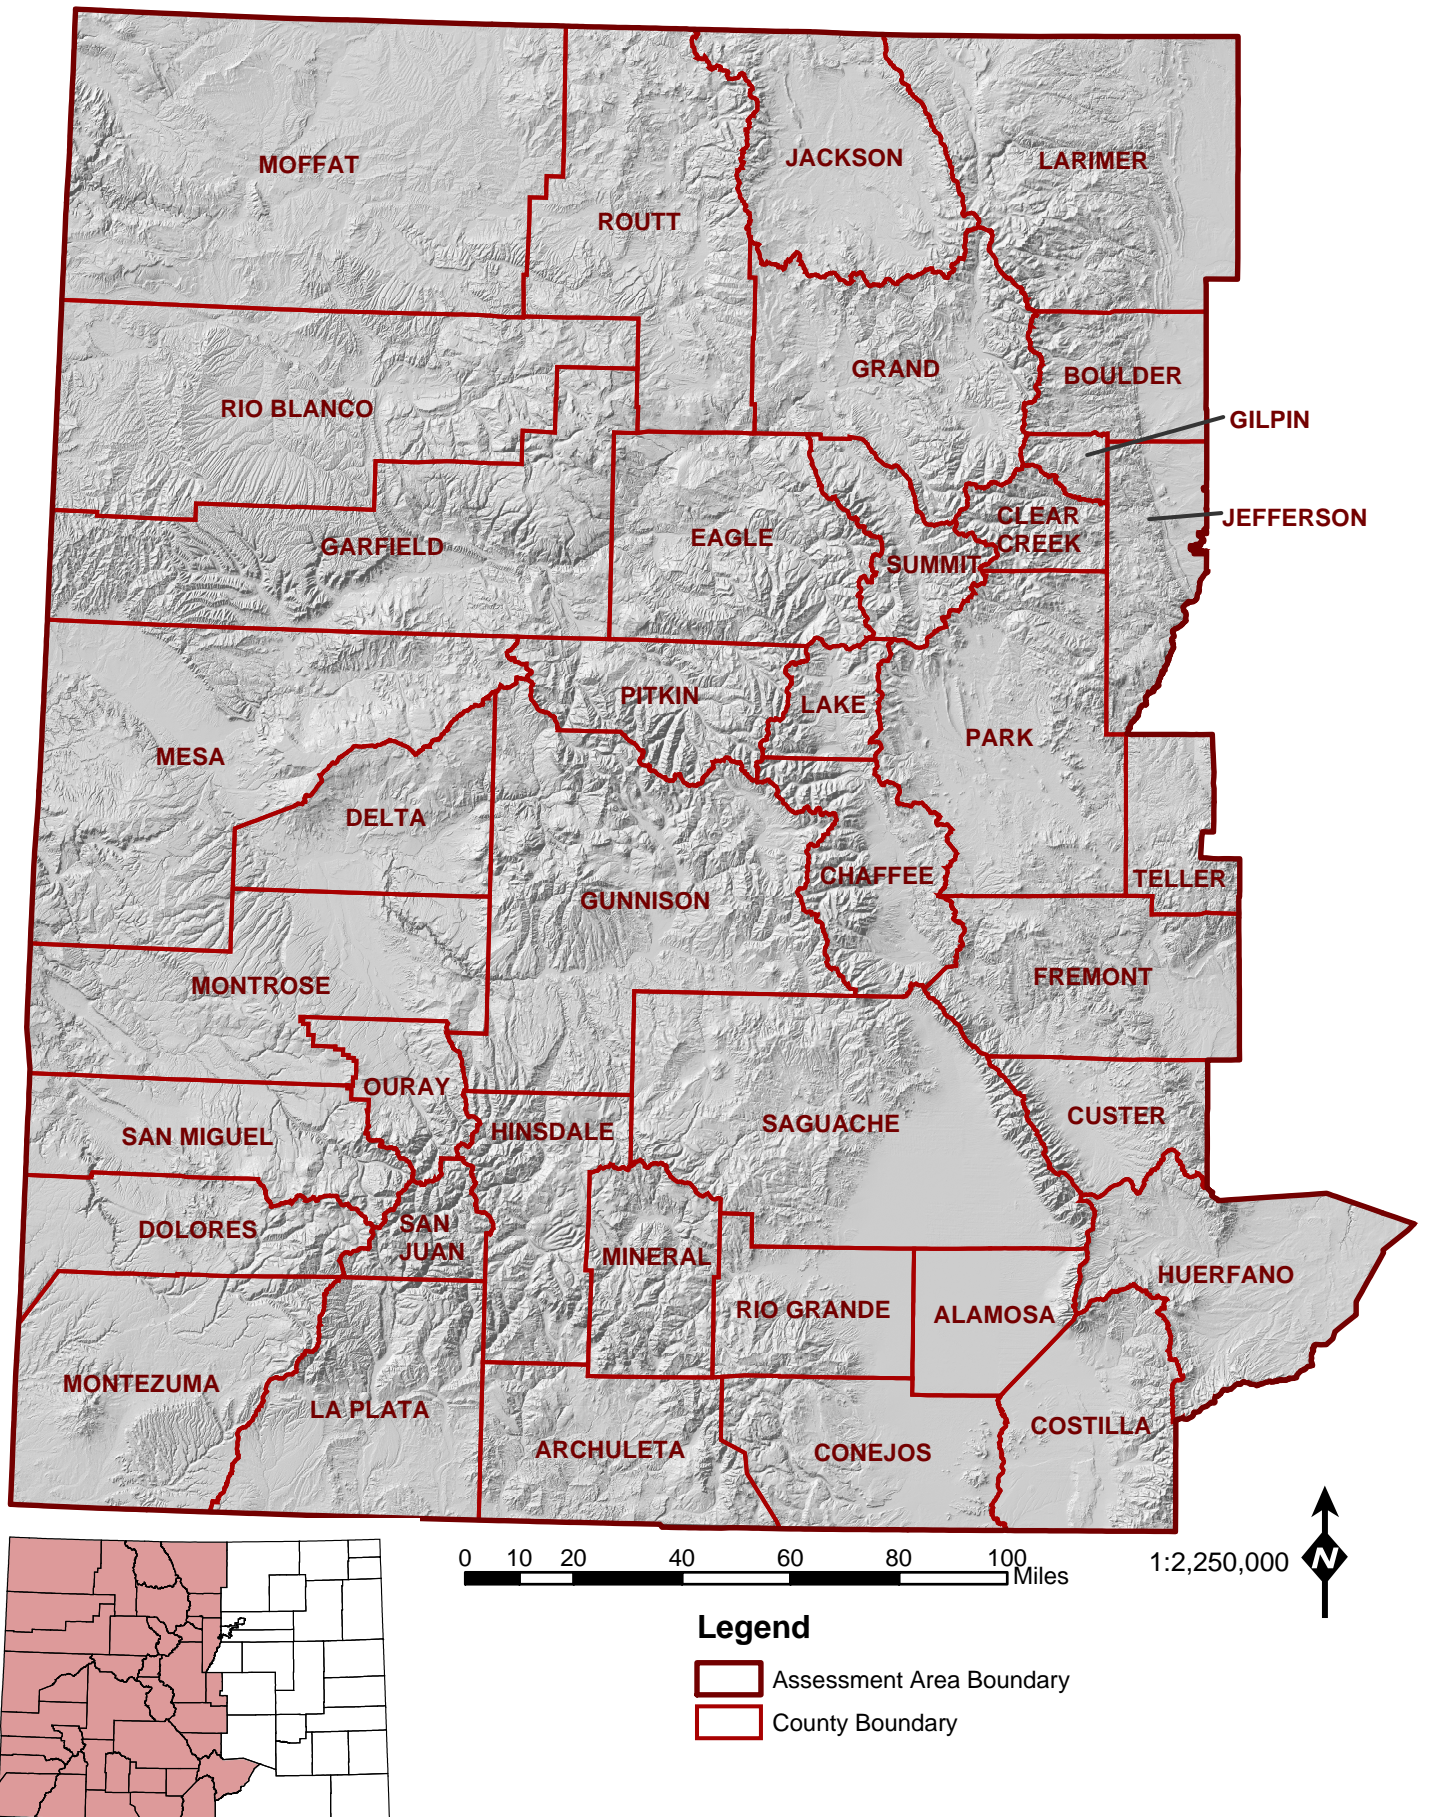 MOFFAT
JACKSON
LARIMER
ROUTT
GRAND
BOULDER
RIO BLANCO
GILPIN
JEFFERSON
CLEAR
CREEK
GARFIELD
EAGLE
SUMMIT
PITKIN
LAKE
PARK
MESA
DELTA
CHAFFEE
TELLER
GUNNISON
FREMONT
MONTROSE
OURAY
CUSTER
SAGUACHE
HINSDALE
SAN MIGUEL
DOLORES
SAN
JUAN
MINERAL
HUERFANO
RIO GRANDE
ALAMOSA
MONTEZUMA
LA PLATA
COSTILLA
ARCHULETA
CONEJOS
0 10 20 40 60 80 100
Miles
1:2,250,000
N
Legend
Assessment Area Boundary
County Boundary